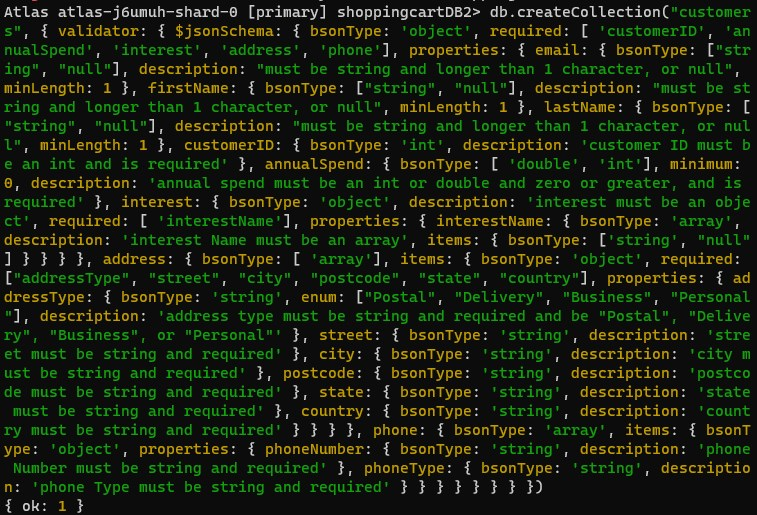 Atlas atlas-j6umuh-shard-0 [primary] shoppingcartDB2> db.createCollection("customer
s", { validator: { $jsonSchema: { bsonType: 'object', required: [ 'customerID', 'an
nualSpend', 'interest', 'address', 'phone'], properties: { email: { bsonType: ["str
ing", "null"], description: "must be string and longer than 1 character, or null",
minLength: 1 }, firstName: { bsonType: ["string", "null"], description: "must be st
ring and longer than 1 character, or null", minLength: 1 }, lastName: { bsonType: [
"string", "null"], description: "must be string and longer than 1 character, or nul
l", minLength: 1 }, customerID: { bsonType: 'int', description: 'customer ID must b
e an int and is required' }, annualSpend: { bsonType: [ 'double', 'int'], minimum:
0, description: 'annual spend must be an int or double and zero or greater, and is
required' }, interest: { bsonType: 'object', description: 'interest must be an obje
ct', required: [ 'interestName'], properties: { interestName: { bsonType: 'array',
description: 'interest Name must be an array', items: { bsonType: ['string', "null"
] } } } }, address: { bsonType: [ 'array'], items: { bsonType: 'object', required:
["addressType", "street", "city", "postcode", "state", "country"], properties: { ad
dressType: { bsonType: 'string', enum: ["Postal", "Delivery", "Business", "Personal
"], description: 'address type must be string and required and be "Postal", "Delive
ry", "Business", or "Personal"' }, street: { bsonType: 'string', description: 'stre
et must be string and required' }, city: { bsonType: 'string', description: 'city m
ust be string and required' }, postcode: { bsonType: 'string', description: 'postco
de must be string and required' }, state: { bsonType: 'string', description: 'state
 must be string and required' }, country: { bsonType: 'string', description: 'count
ry must be string and required' } } } }, phone: { bsonType: 'array', items: { bsonT
ype: 'object', properties: { phoneNumber: { bsonType: 'string', description: 'phone
 Number must be string and required' }, phoneType: { bsonType: 'string', descriptio
n: 'phone Type must be string and required' } } } } } } } })
{ ok: 1 }